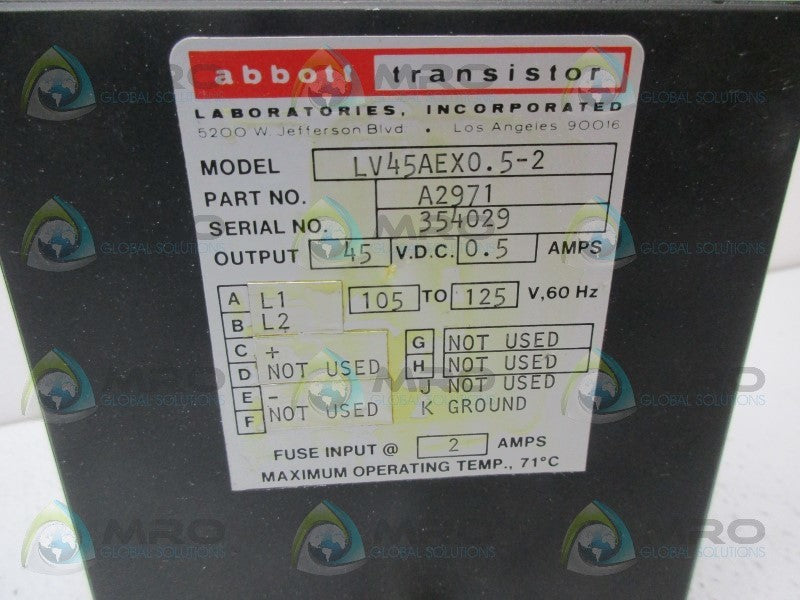 abbott transistor
LABORATORIES, INCORPORATED
5200 W. Jefferson Blvd. • Los Angeles 90016
MODEL LV45AEX0.5-2
PART NO. A2971
SERIAL NO. 354029
OUTPUT 45 V.D.C. 0.5 AMPS
A L1 105 TO 125 V, 60 Hz
B L2
C +
D NOT USED
E -
F NOT USED
G NOT USED
H NOT USED
J NOT USED
K GROUND
FUSE INPUT @ 2 AMPS
MAXIMUM OPERATING TEMP., 71°C
MRO
GLOBAL SOLUTIONS